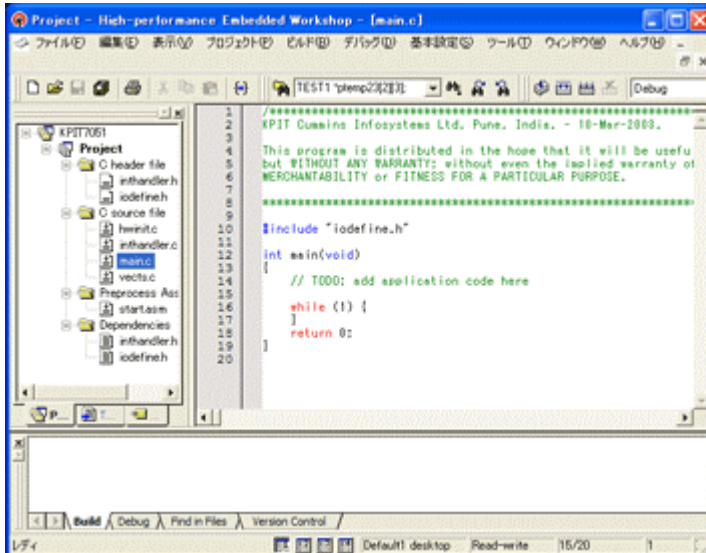 Project - High-performance Embedded Workshop - [main.c]
ファイル(F) 編集(E) 表示(V) プロジェクト(P) ビルド(B) デバッグ(D) 基本設定(S) ツール(T) ウィンドウ(W) ヘルプ(H)
TEST1 *ptemp23[2][3];
Debug
KPIT7051
Project
C header file
inthandler.h
iodefine.h
C source file
hwinit.c
inthandler.c
main.c
vects.c
Preprocess Ass
start.asm
Dependencies
inthandler.h
iodefine.h
P... T...
1 /****************************************************
2 KPIT Cummins Infosystems Ltd. Pune, India. - 10-Mar-2003.
3
4 This program is distributed in the hope that it will be usefu
5 but WITHOUT ANY WARRANTY; without even the implied warranty of
6 MERCHANTABILITY or FITNESS FOR A PARTICULAR PURPOSE.
7
8 ****************************************************
9
10 #include "iodefine.h"
11
12 int main(void)
13 {
14 // TODO: add application code here
15
16 while (1) {
17 }
18 return 0;
19 }
20
Build Debug Find in Files Version Control
レディ Default1 desktop Read-write 15/20 1